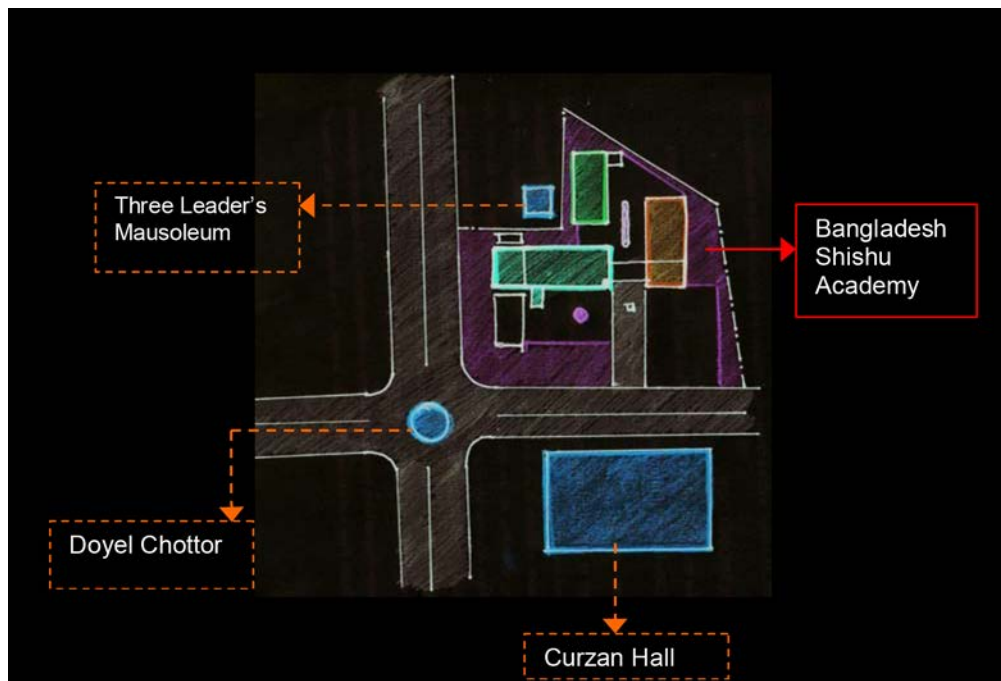 Three Leader's
Mausoleum
Bangladesh
Shishu
Academy
Doyel Chottor
Curzan Hall